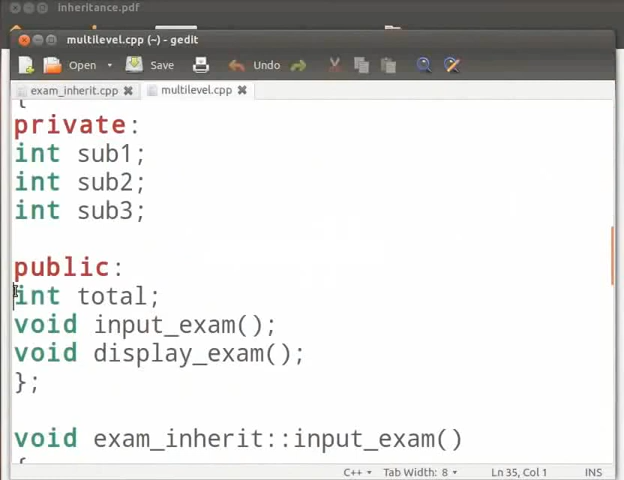 inheritance.pdf
multilevel.cpp (~) - gedit
Open Save Undo
exam_inherit.cpp multilevel.cpp
{
private:
int sub1;
int sub2;
int sub3;
public:
int total;
void input_exam();
void display_exam();
};
void exam_inherit::input_exam()
{
C++ Tab Width: 8 Ln 35, Col 1 INS